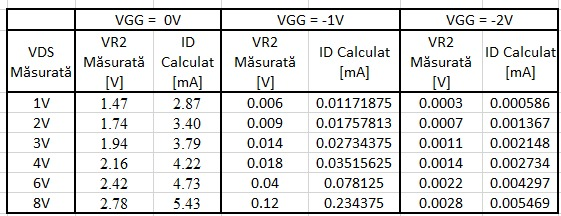 VGG = 0V VGG = -1V VGG = -2V
VDS Măsurată VR2 Măsurată [V] ID Calculat [mA] VR2 Măsurată [V] ID Calculat [mA] VR2 Măsurată [V] ID Calculat [mA]
1V 1.47 2.87 0.006 0.01171875 0.0003 0.000586
2V 1.74 3.40 0.009 0.01757813 0.0007 0.001367
3V 1.94 3.79 0.014 0.02734375 0.0011 0.002148
4V 2.16 4.22 0.018 0.03515625 0.0014 0.002734
6V 2.42 4.73 0.04 0.078125 0.0022 0.004297
8V 2.78 5.43 0.12 0.234375 0.0028 0.005469